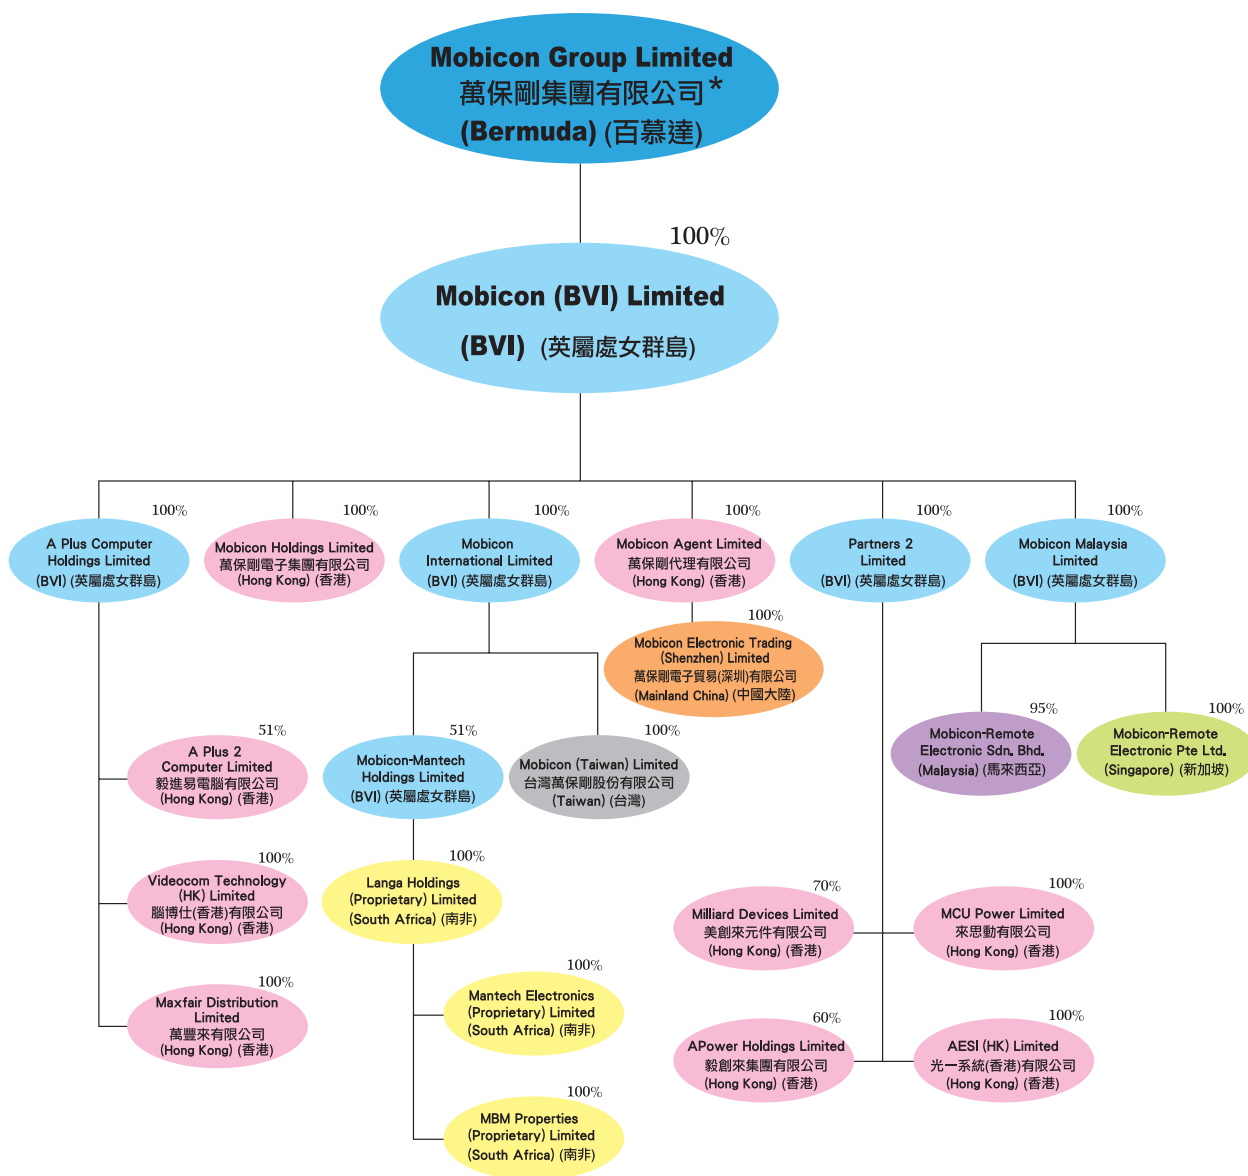 Mobicon Group Limited
萬保剛集團有限公司*
(Bermuda) (百慕達)
100%
Mobicon (BVI) Limited
(BVI) (英屬處女群島)
100%
A Plus Computer
Holdings Limited
(BVI) (英屬處女群島)
100%
Mobicon Holdings Limited
萬保剛電子集團有限公司
(Hong Kong) (香港)
100%
Mobicon
International Limited
(BVI) (英屬處女群島)
100%
Mobicon Agent Limited
萬保剛代理有限公司
(Hong Kong) (香港)
100%
Partners 2
Limited
(BVI) (英屬處女群島)
100%
Mobicon Malaysia
Limited
(BVI) (英屬處女群島)
100%
Mobicon Electronic Trading
(Shenzhen) Limited
萬保剛電子貿易(深圳)有限公司
(Mainland China) (中國大陸)
51%
A Plus 2
Computer Limited
毅進易電腦有限公司
(Hong Kong) (香港)
51%
Mobicon-Mantech
Holdings Limited
(BVI) (英屬處女群島)
100%
Mobicon (Taiwan) Limited
台灣萬保剛股份有限公司
(Taiwan) (台灣)
95%
Mobicon-Remote
Electronic Sdn. Bhd.
(Malaysia) (馬來西亞)
100%
Mobicon-Remote
Electronic Pte Ltd.
(Singapore) (新加坡)
100%
Videocom Technology
(HK) Limited
腦博仕(香港)有限公司
(Hong Kong) (香港)
100%
Langa Holdings
(Proprietary) Limited
(South Africa) (南非)
70%
Milliard Devices Limited
美創來元件有限公司
(Hong Kong) (香港)
100%
MCU Power Limited
來思動有限公司
(Hong Kong) (香港)
100%
Maxfair Distribution
Limited
萬豐來有限公司
(Hong Kong) (香港)
100%
Mantech Electronics
(Proprietary) Limited
(South Africa) (南非)
60%
APower Holdings Limited
毅創來集團有限公司
(Hong Kong) (香港)
100%
AESI (HK) Limited
光一系統(香港)有限公司
(Hong Kong) (香港)
100%
MBM Properties
(Proprietary) Limited
(South Africa) (南非)